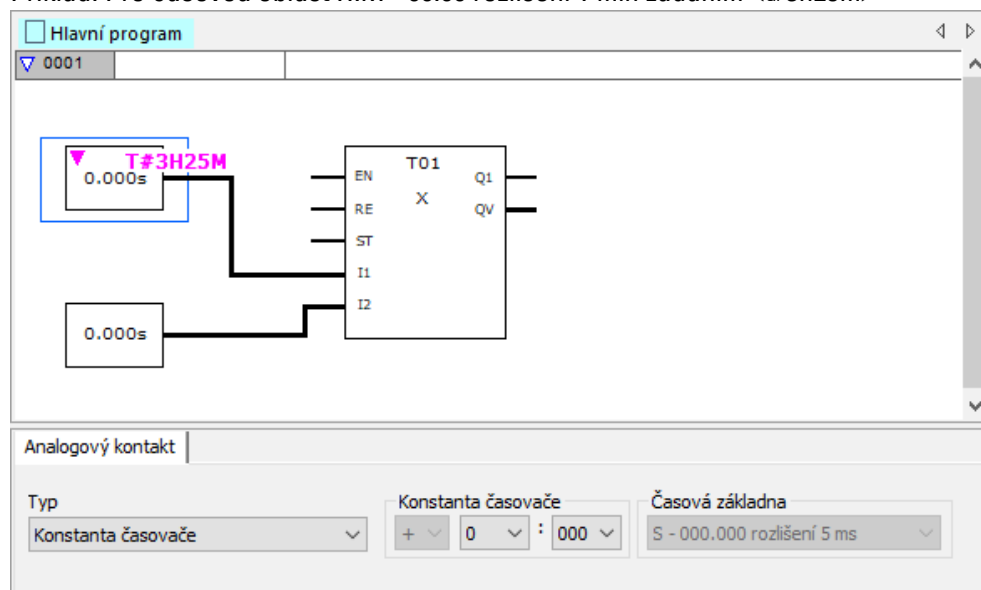 Hlavní program
0001
T#3H25M
0.000s
T01
X
EN
RE
ST
I1
I2
Q1
QV
0.000s
Analogový kontakt
Typ
Konstanta časovače
Konstanta časovače
+ 0 : 000
Časová základna
S - 000.000 rozlišení 5 ms